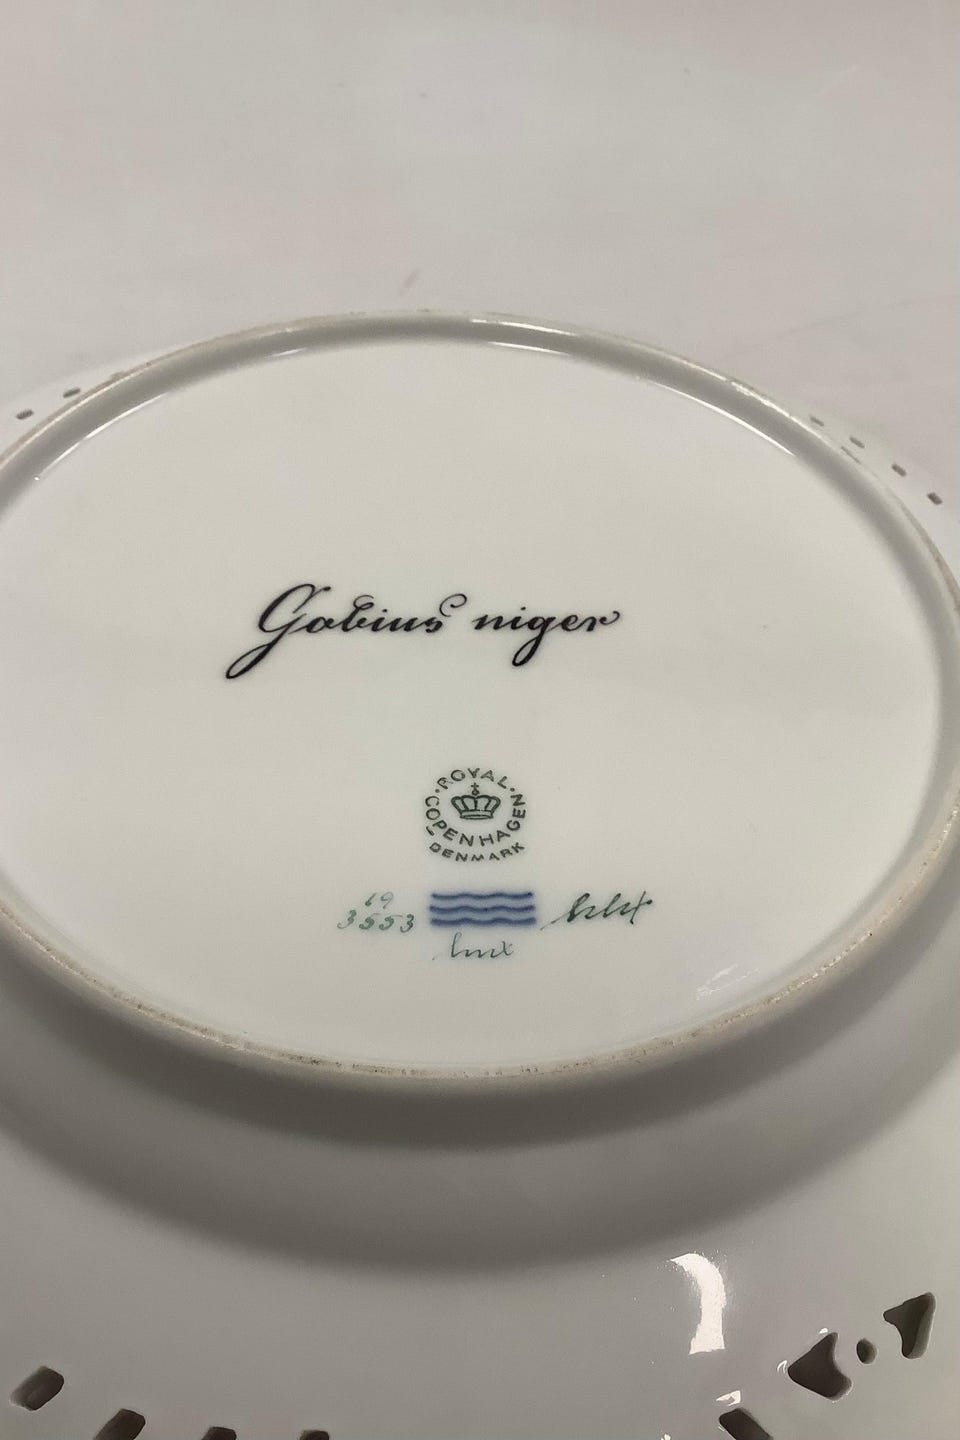 Gobius niger
ROYAL COPENHAGEN
DENMARK
19
3553